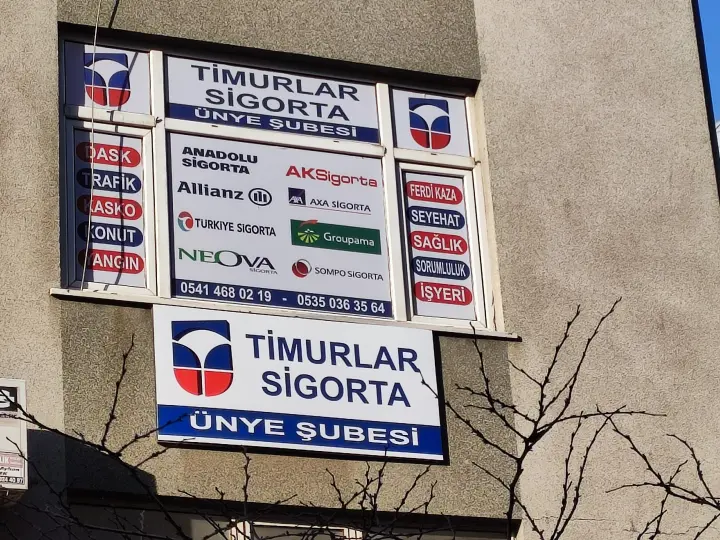 TİMURLAR
SİGORTA
ÜNYE ŞUBESİ
DASK
TRAFİK
KASKO
KONUT
YANGIN
ANADOLU
SİGORTA
AKSigorta
Allianz
AXA SİGORTA
TÜRKİYE SİGORTA
Groupama
NEOVA
SİGORTA
SOMPO SİGORTA
0541 468 02 19 - 0535 036 35 64
FERDİ KAZA
SEYEHAT
SAĞLIK
SORUMLULUK
İŞYERİ
TİMURLAR
SİGORTA
ÜNYE ŞUBESİ